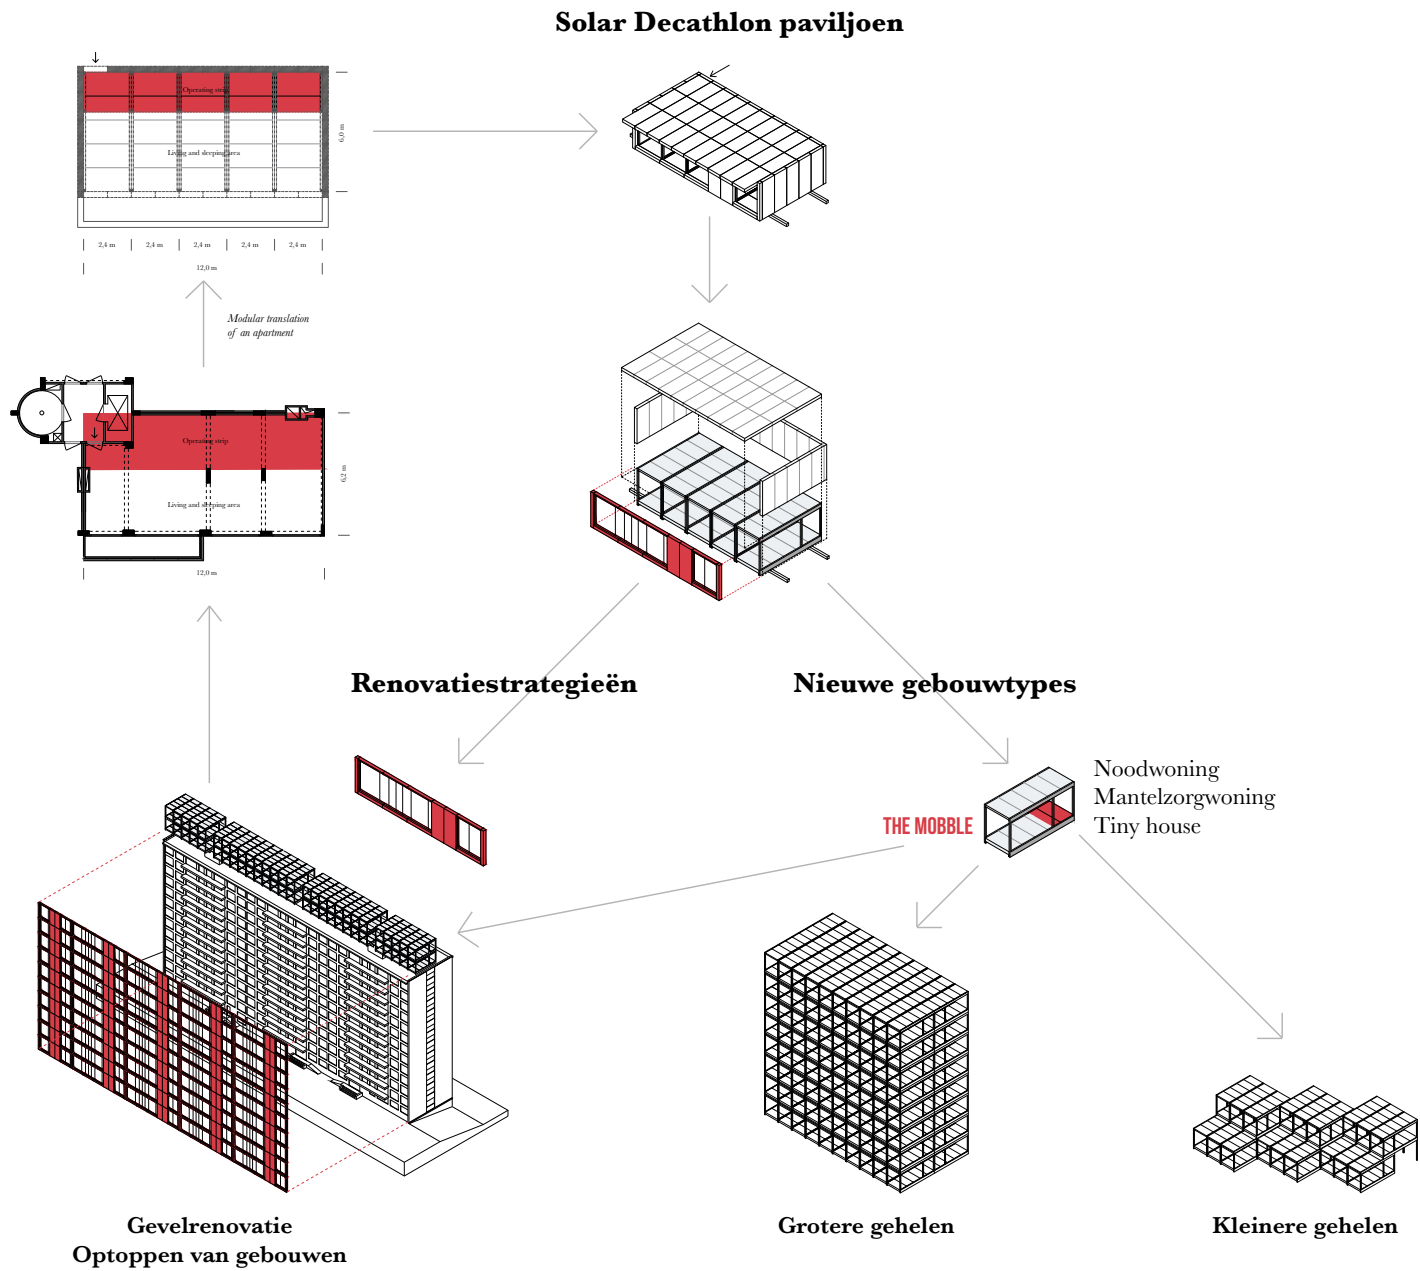 Solar Decathlon paviljoen
Operating strip
Living and sleeping area
6,0 m
2,4 m
2,4 m
2,4 m
2,4 m
2,4 m
12,0 m
Modular translation
of an apartment
Operating strip
Living and sleeping area
6,2 m
12,0 m
Renovatiestrategieën
Nieuwe gebouwtypes
THE MOBBLE
Noodwoning
Mantelzorgwoning
Tiny house
Gevelrenovatie
Optoppen van gebouwen
Grotere gehelen
Kleinere gehelen